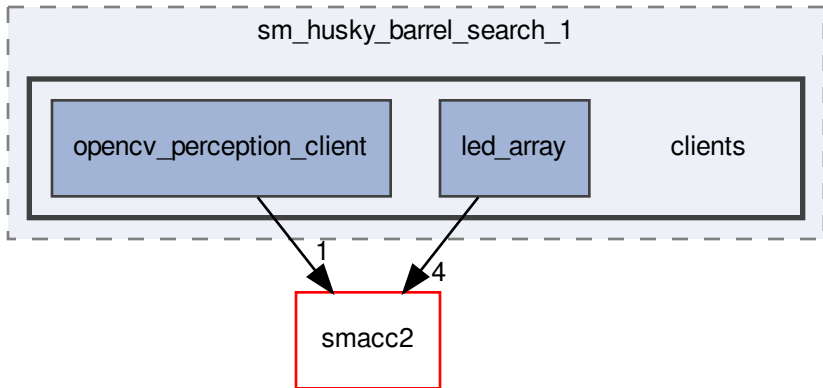 sm_husky_barrel_search_1
opencv_perception_client
led_array
clients
1
4
smacc2